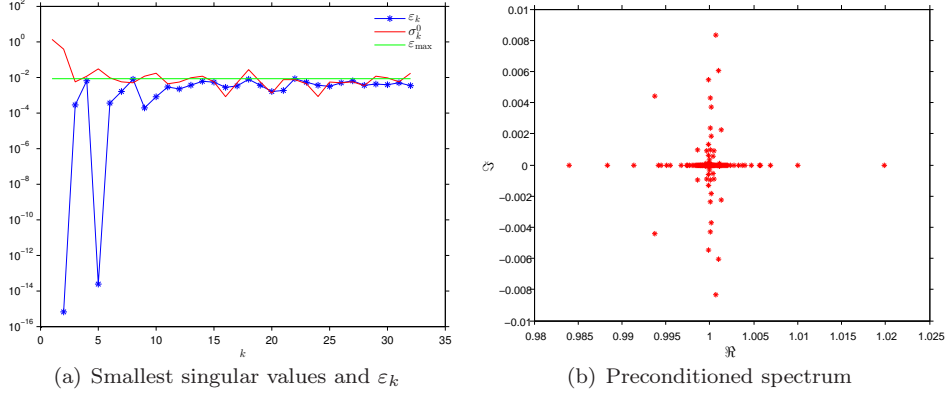 10^2
10^0
10^−2
10^−4
10^−6
10^−8
10^−10
10^−12
10^−14
10^−16
0 5 10 15 20 25 30 35
k
ε_k
σ_k^0
ε_max
(a) Smallest singular values and ε_k
0.01
0.008
0.006
0.004
0.002
0
−0.002
−0.004
−0.006
−0.008
−0.01
ℑ
0.98 0.985 0.99 0.995 1 1.005 1.01 1.015 1.02 1.025
ℜ
(b) Preconditioned spectrum